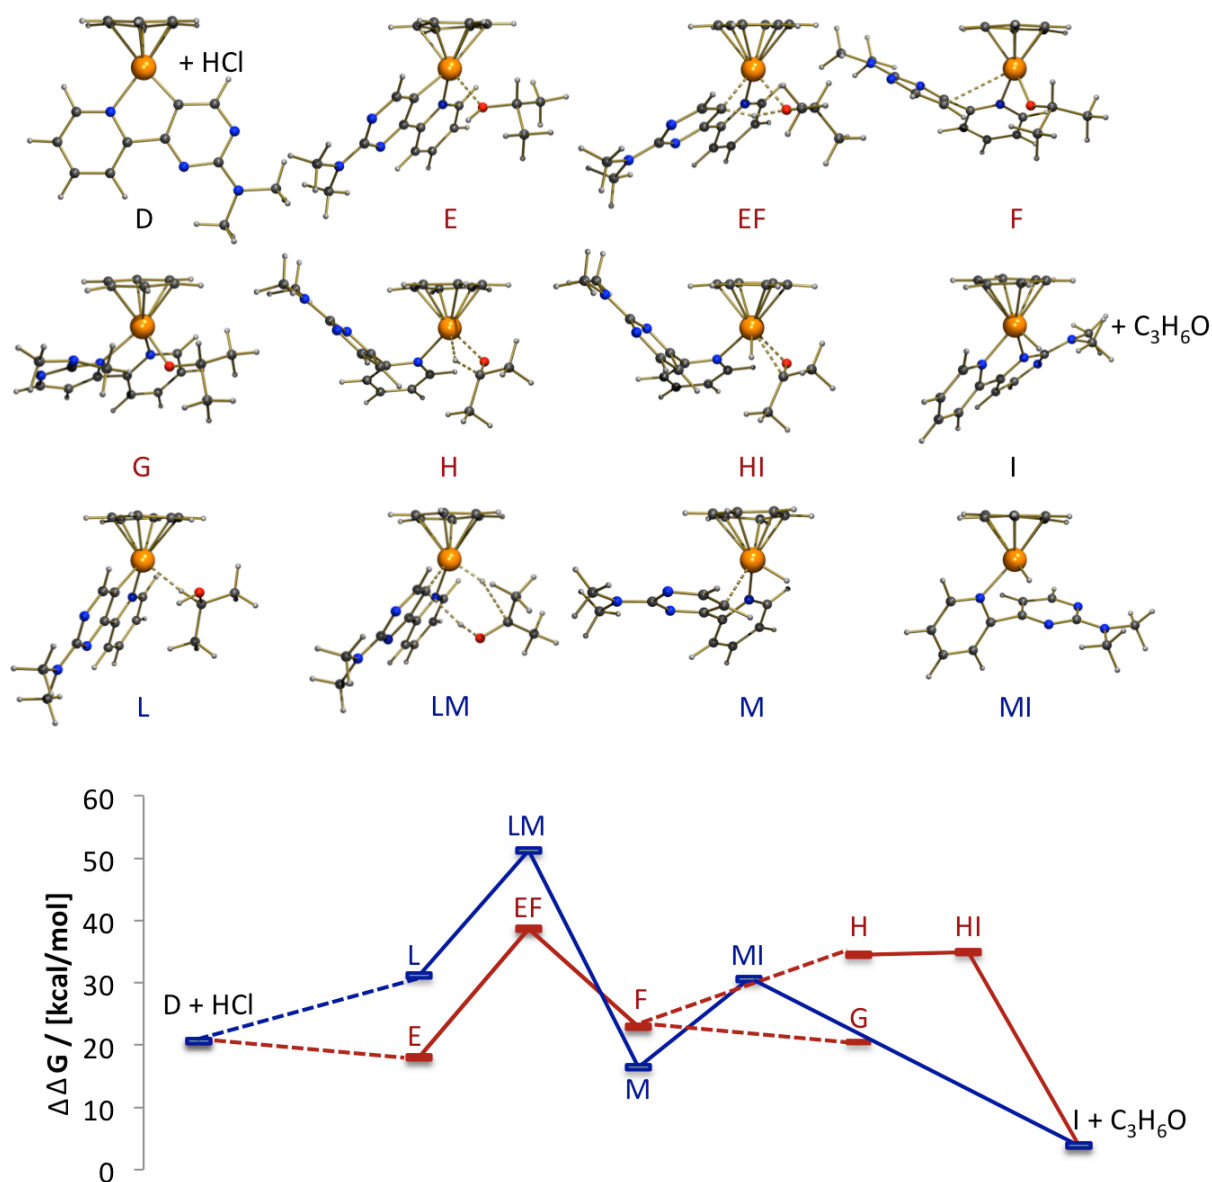 + HCl
D
E
EF
F
+ C₃H₆O
G
H
HI
I
L
LM
M
MI
60
50
40
30
20
10
0
ΔΔG / [kcal/mol]
D + HCl
L
E
LM
EF
F
M
MI
H
G
HI
I + C₃H₆O